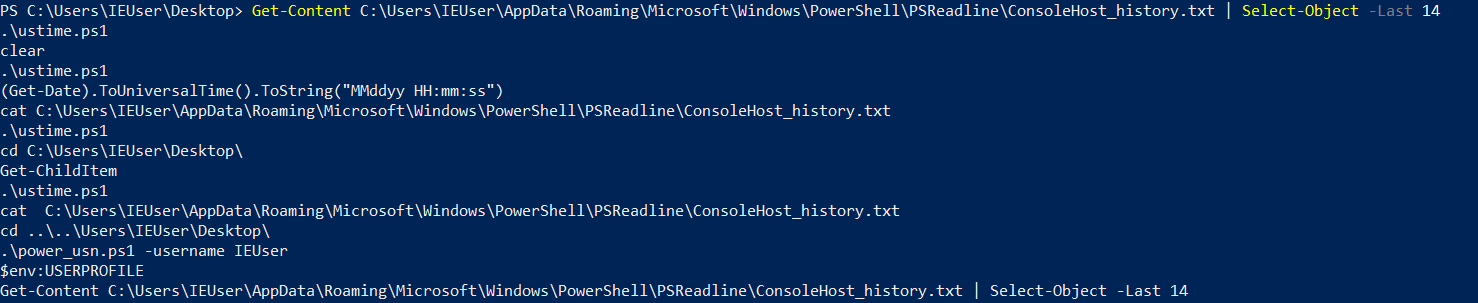 PS C:\Users\IEUser\Desktop> Get-Content C:\Users\IEUser\AppData\Roaming\Microsoft\Windows\PowerShell\PSReadline\ConsoleHost_history.txt | Select-Object -Last 14
.\ustime.ps1
clear
.\ustime.ps1
(Get-Date).ToUniversalTime().ToString("MMddyy HH:mm:ss")
cat C:\Users\IEUser\AppData\Roaming\Microsoft\Windows\PowerShell\PSReadline\ConsoleHost_history.txt
.\ustime.ps1
cd C:\Users\IEUser\Desktop\
Get-ChildItem
.\ustime.ps1
cat  C:\Users\IEUser\AppData\Roaming\Microsoft\Windows\PowerShell\PSReadline\ConsoleHost_history.txt
cd ..\..\Users\IEUser\Desktop\
.\power_usn.ps1 -username IEUser
$env:USERPROFILE
Get-Content C:\Users\IEUser\AppData\Roaming\Microsoft\Windows\PowerShell\PSReadline\ConsoleHost_history.txt | Select-Object -Last 14